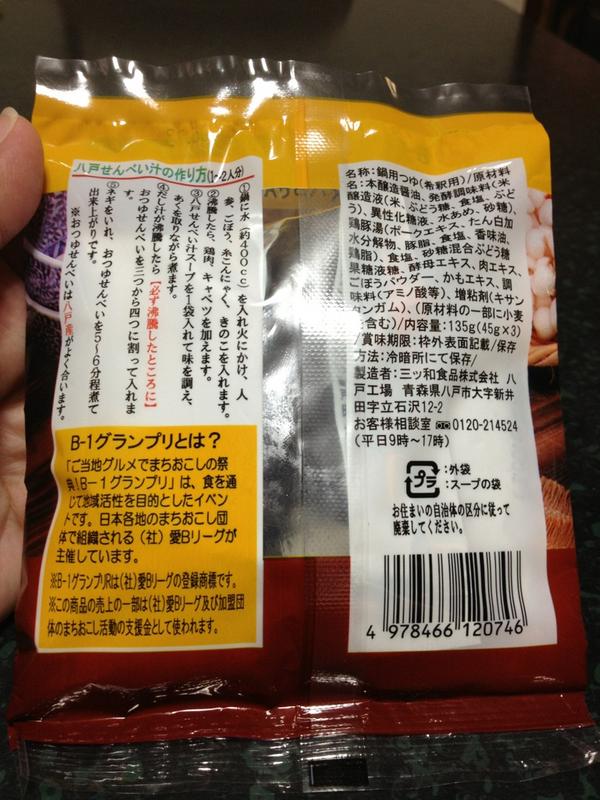 八戸せんべい汁の作り方(1〜2人分)
①鍋に水(約400cc)を入れ火にかけ、人
参、ごぼう、糸こんにゃく、きのこを入れます。
②沸騰したら、鶏肉、キャベツを加えます。
③八戸せんべい汁スープを1袋入れて味を調え、
あくを取りながら煮ます。
④だし汁が沸騰したら【必ず沸騰したところに】
おつゆせんべいを三つから四つに割って入れま
す。
⑤ネギをいれ、おつゆせんべいを5〜6分程煮て
出来上がりです。
※おつゆせんべいは八戸産がよく合います。
B-1グランプリとは?
「ご当地グルメでまちおこしの祭
典!B-1グランプリ」は、食を通
じて地域活性を目的としたイベン
トです。日本各地のまちおこし団
体で組織される(社)愛Bリーグが
主催しています。
※B-1グランプリRは(社)愛Bリーグの登録商標です。
※この商品の売上の一部は(社)愛Bリーグ及び加盟団
体のまちおこし活動の支援金として使われます。
名称:鍋用つゆ(希釈用)/原材料
名:本醸造醤油、発酵調味料(米、
醸造液(米、ぶどう糖、食塩、ぶど
う)、異性化糖液、水あめ、砂糖)、
鶏豚湯(ポークエキス、たん白加
水分解物、豚脂、食塩、香味油、
鶏脂)、食塩、砂糖混合ぶどう糖
果糖液糖、酵母エキス、肉エキス、
ごぼうパウダー、かもエキス、調
味料(アミノ酸等)、増粘剤(キサン
タンガム)、(原材料の一部に小麦
を含む)/内容量:135g(45g×3)
/賞味期限:枠外表面記載/保存
方法:冷暗所にて保存/
製造者:三ッ和食品株式会社 八
戸工場 青森県八戸市大字新井
田字立石沢12-2
お客様相談室 0120-214524
(平日9時〜17時)
プラ
:外袋
:スープの袋
お住まいの自治体の区分に従って
廃棄してください。
4 978466 120746